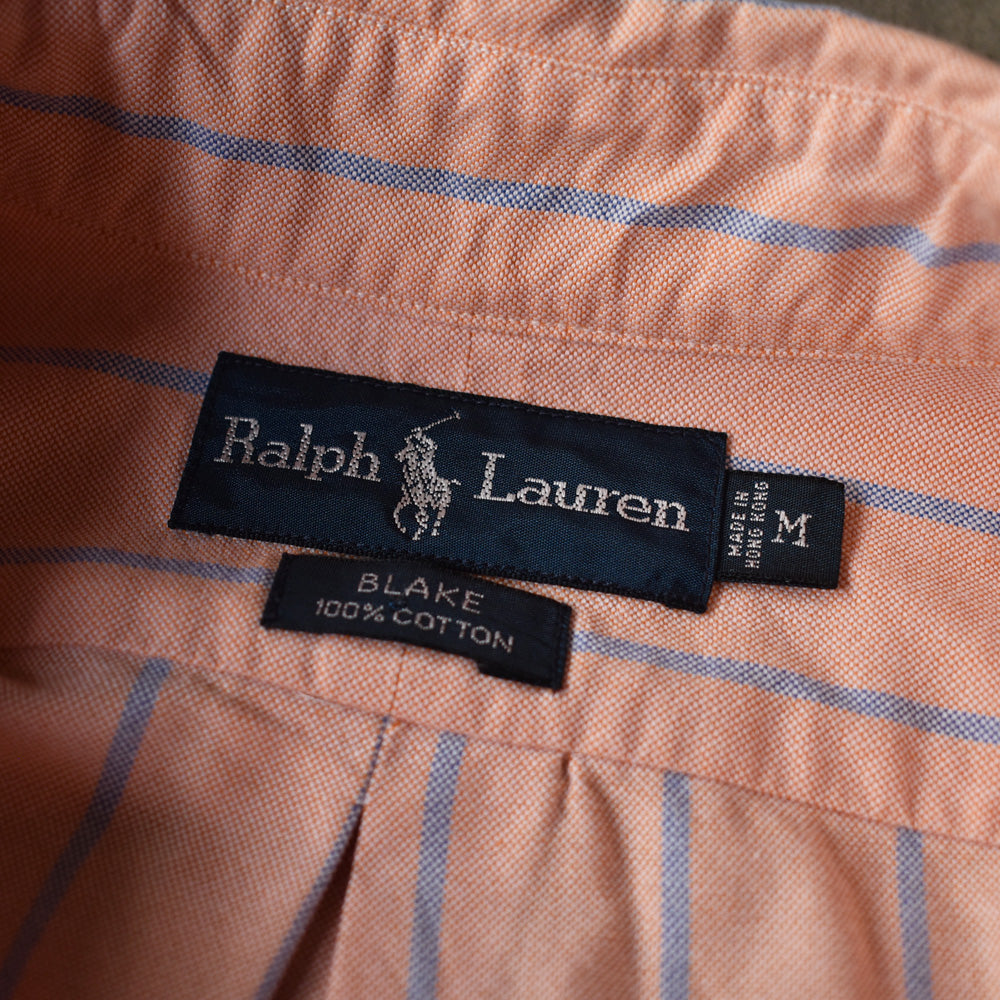 Ralph Lauren
MADE IN
HONG KONG
M
BLAKE
100% COTTON